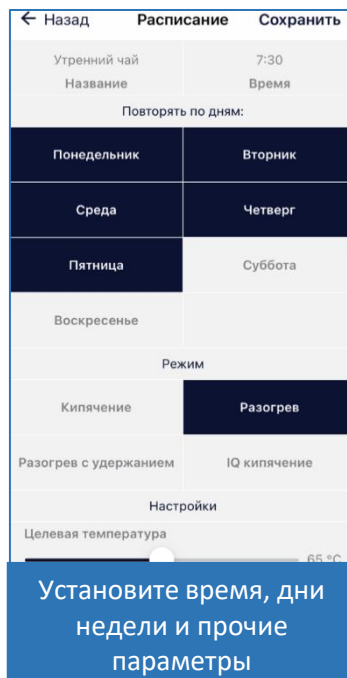 ← Назад Расписание Сохранить
Утренний чай 7:30
Название Время
Повторять по дням:
Понедельник Вторник
Среда Четверг
Пятница Суббота
Воскресенье
Режим
Кипячение Разогрев
Разогрев с удержанием IQ кипячение
Настройки
Целевая температура
65 °C
Установите время, дни
недели и прочие
параметры